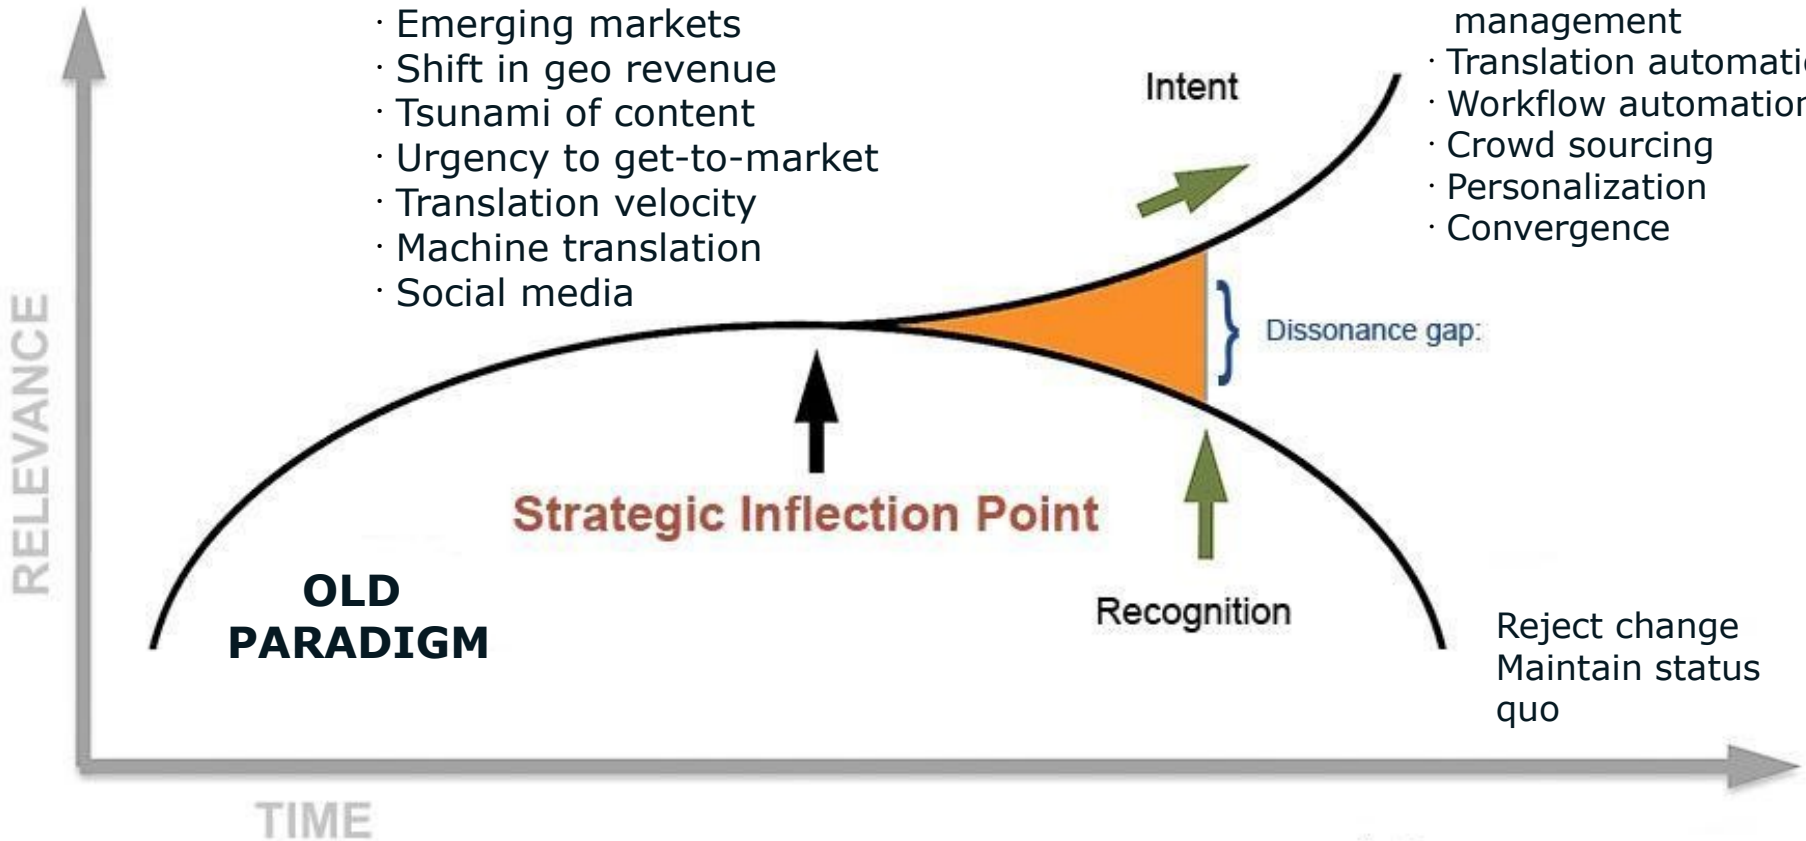 · Emerging markets
· Shift in geo revenue
· Tsunami of content
· Urgency to get-to-market
· Translation velocity
· Machine translation
· Social media
Intent
management
· Translation
· Workflow automation
· Crowd sourcing
· Personalization
· Convergence
} Dissonance gap:
Strategic Inflection Point
OLD
PARADIGM
Recognition
Reject change
Maintain status
quo
RELEVANCE
TIME